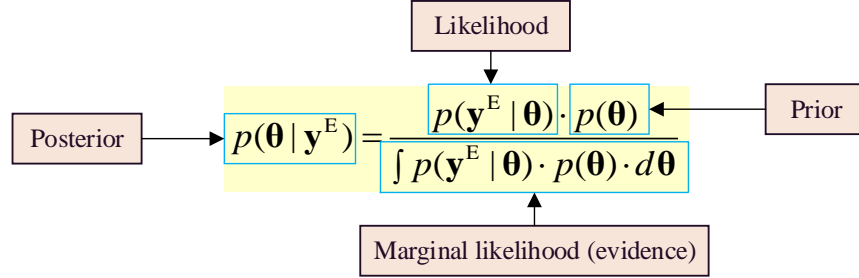 Likelihood
Posterior
p(θ | y^E) = p(y^E | θ) · p(θ)
∫ p(y^E | θ) · p(θ) · dθ
Prior
Marginal likelihood (evidence)